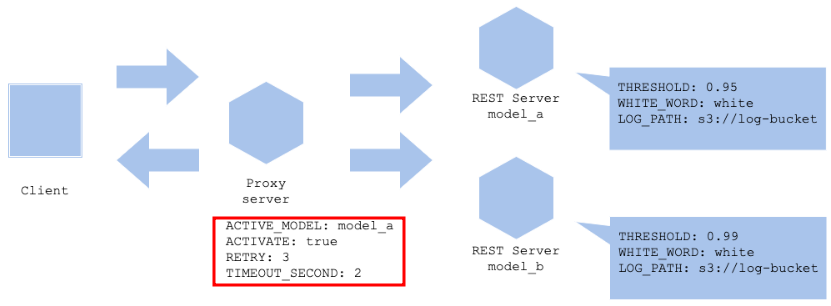 Client
Proxy
server
ACTIVE_MODEL: model_a
ACTIVATE: true
RETRY: 3
TIMEOUT_SECOND: 2
REST Server
model_a
THRESHOLD: 0.95
WHITE_WORD: white
LOG_PATH: s3://log-bucket
REST Server
model_b
THRESHOLD: 0.99
WHITE_WORD: white
LOG_PATH: s3://log-bucket